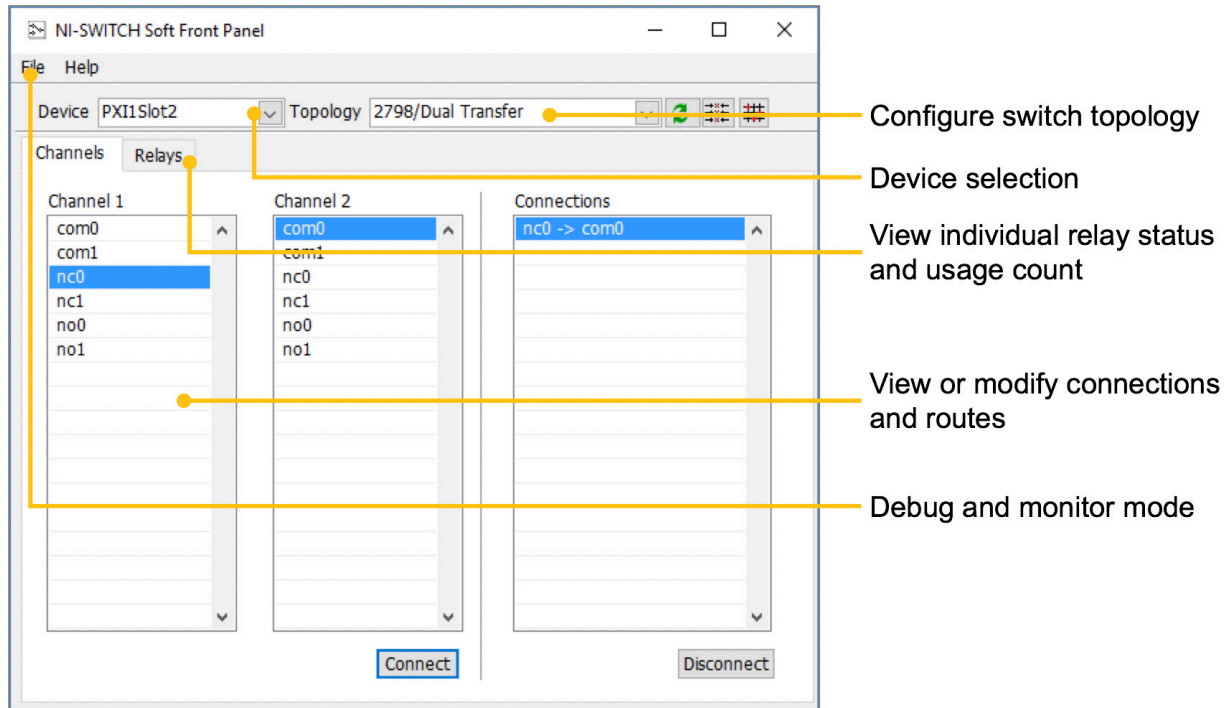 NI-SWITCH Soft Front Panel
File Help
Device PXI1Slot2 Topology 2798/Dual Transfer
Configure switch topology
Channels Relays
Device selection
Channel 1 Channel 2 Connections
com0 com0 nc0 -> com0
View individual relay status
and usage count
com1 com1
nc0 nc0
nc1 nc1
no0 no0
no1 no1
View or modify connections
and routes
Debug and monitor mode
Connect Disconnect